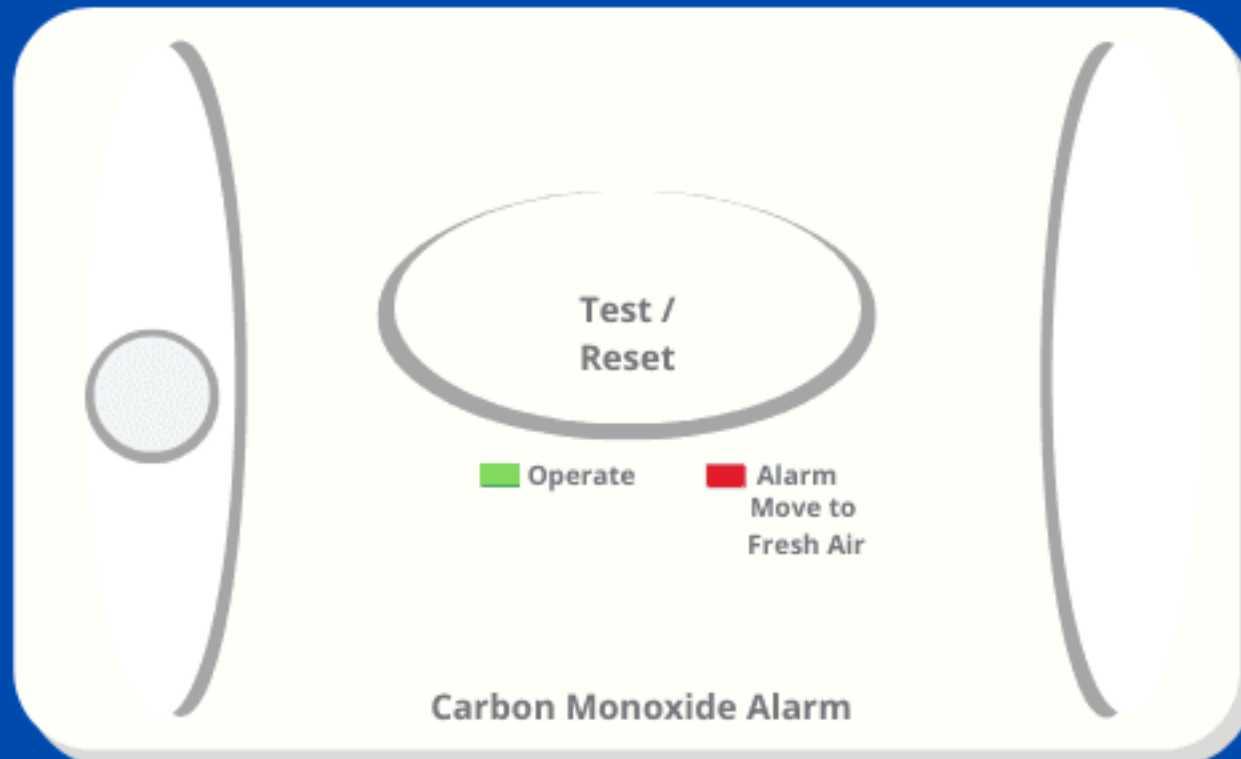 Test /
Reset
Operate
Alarm
Move to
Fresh Air
Carbon Monoxide Alarm